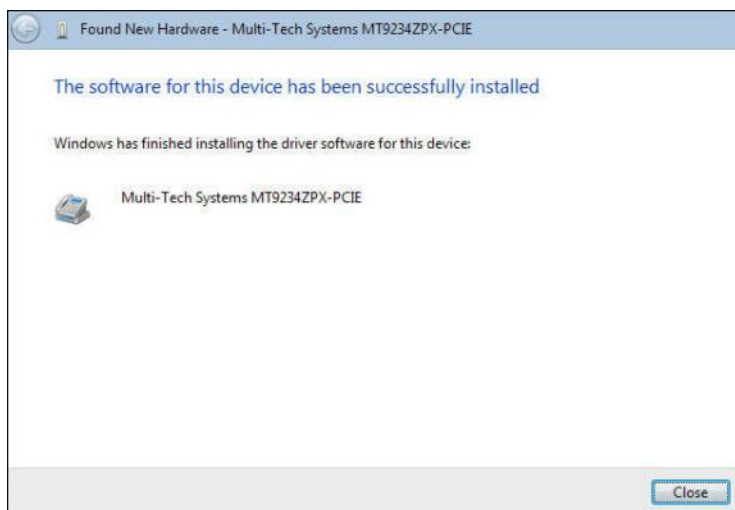 Found New Hardware - Multi-Tech Systems MT9234ZPX-PCIE
The software for this device has been successfully installed
Windows has finished installing the driver software for this device:
Multi-Tech Systems MT9234ZPX-PCIE
Close